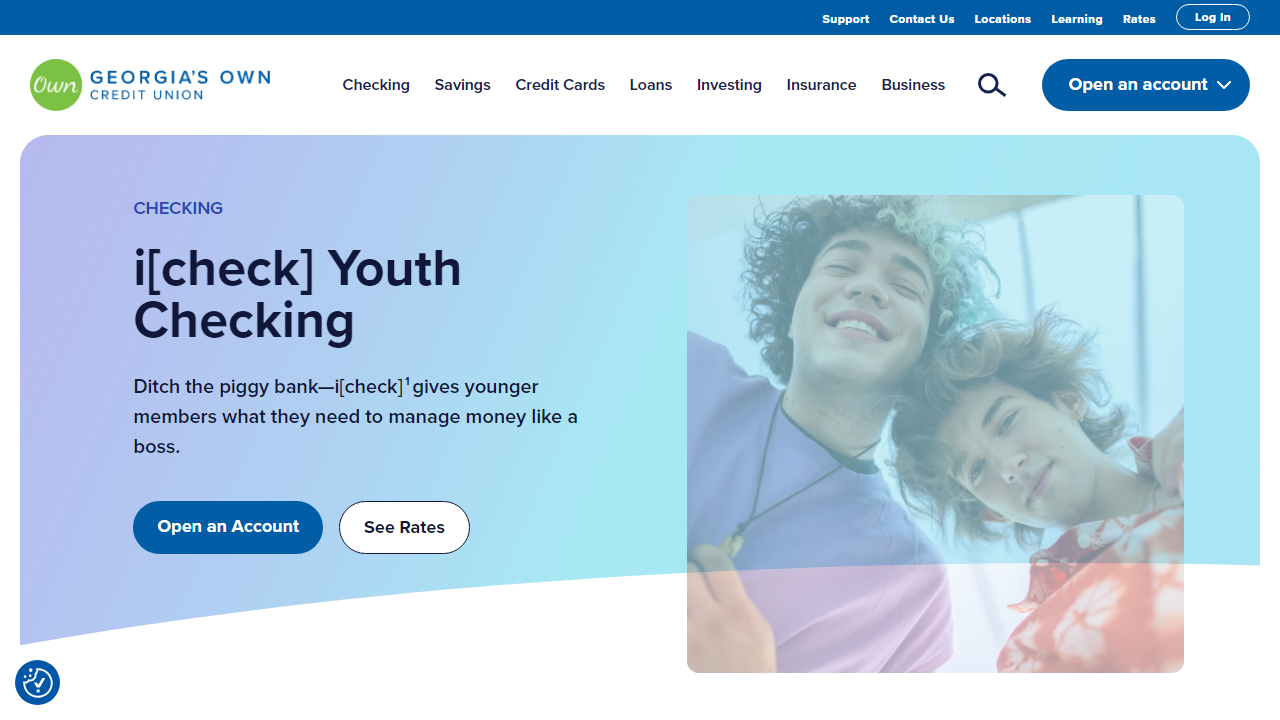 Support Contact Us Locations Learning Rates Log In
Own GEORGIA'S OWN
CREDIT UNION
Checking Savings Credit Cards Loans Investing Insurance Business Open an account
CHECKING
i[check] Youth
Checking
Ditch the piggy bank—i[check]¹ gives younger
members what they need to manage money like a
boss.
Open an Account See Rates